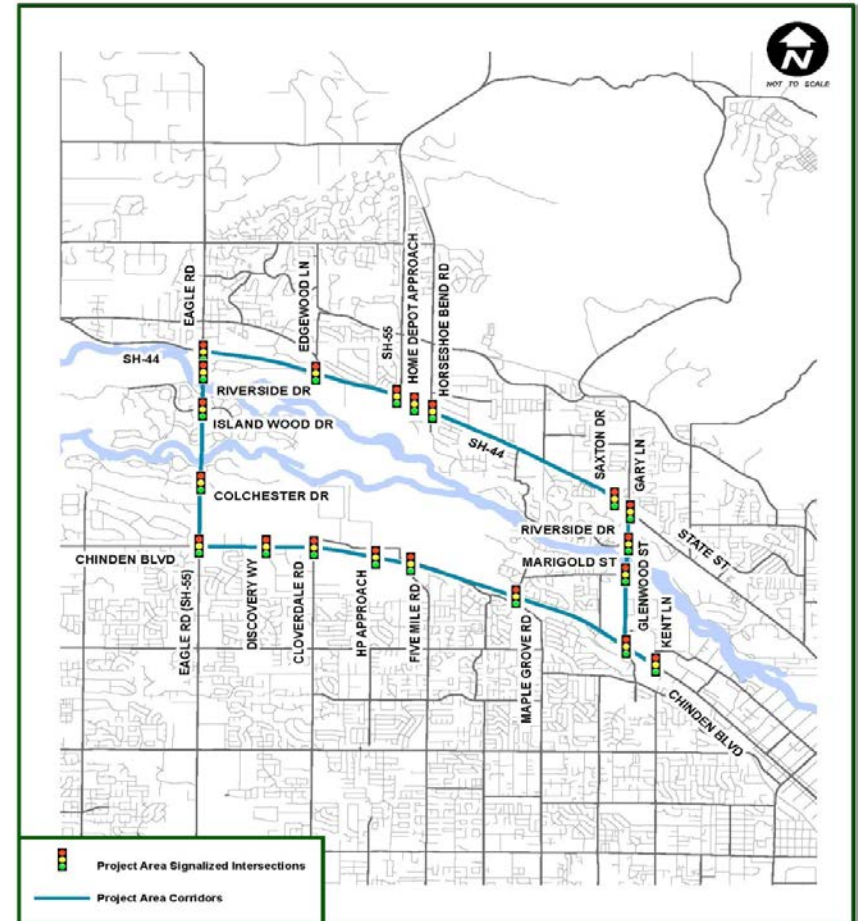 N
NOT TO SCALE
EAGLE RD
EDGEWOOD LN
SH-55
HOME DEPOT APPROACH
HORSESHOE BEND RD
SH-44
RIVERSIDE DR
ISLAND WOOD DR
SH-44
SAXTON DR
GARY LN
COLCHESTER DR
RIVERSIDE DR
STATE ST
CHINDEN BLVD
MARIGOLD ST
GLENWOOD ST
EAGLE RD (SH-55)
DISCOVERY WY
CLOVERDALE RD
HP APPROACH
FIVE MILE RD
MAPLE GROVE RD
KENT LN
CHINDEN BLVD
Project Area Signalized Intersections
Project Area Corridors